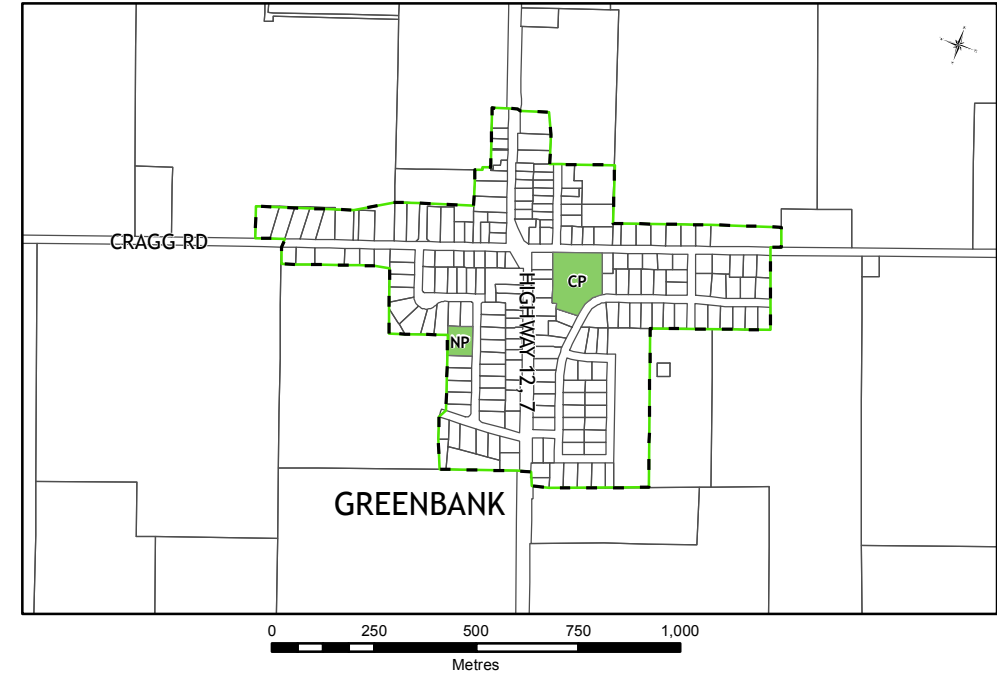 CRAGG RD
CP
HIGHWAY 12, 7
NP
GREENBANK
0 250 500 750 1,000
Metres